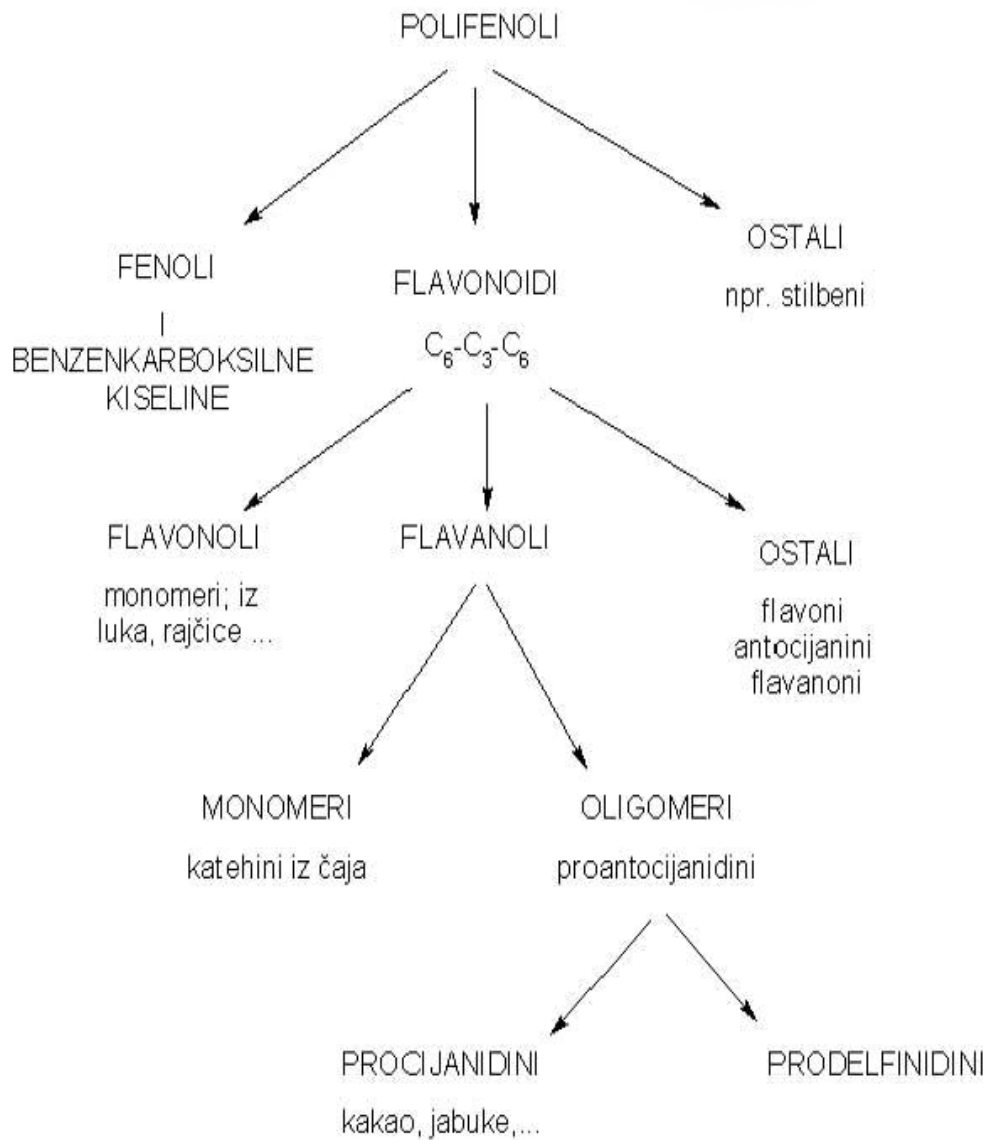 POLIFENOLI
FENOLI
BENZENKARBOKSILNE
KISELINE
FLAVONOIDI
C₆-C₃-C₆
OSTALI
npr. stilbeni
FLAVONOLI
monomeri; iz
luka, rajčice ...
FLAVANOLI
OSTALI
flavoni
antocijanini
flavanoni
MONOMERI
katehini iz čaja
OLIGOMERI
proantocijanidini
PROCIJANIDINI
kakao, jabuke,...
PRODELFINIDINI